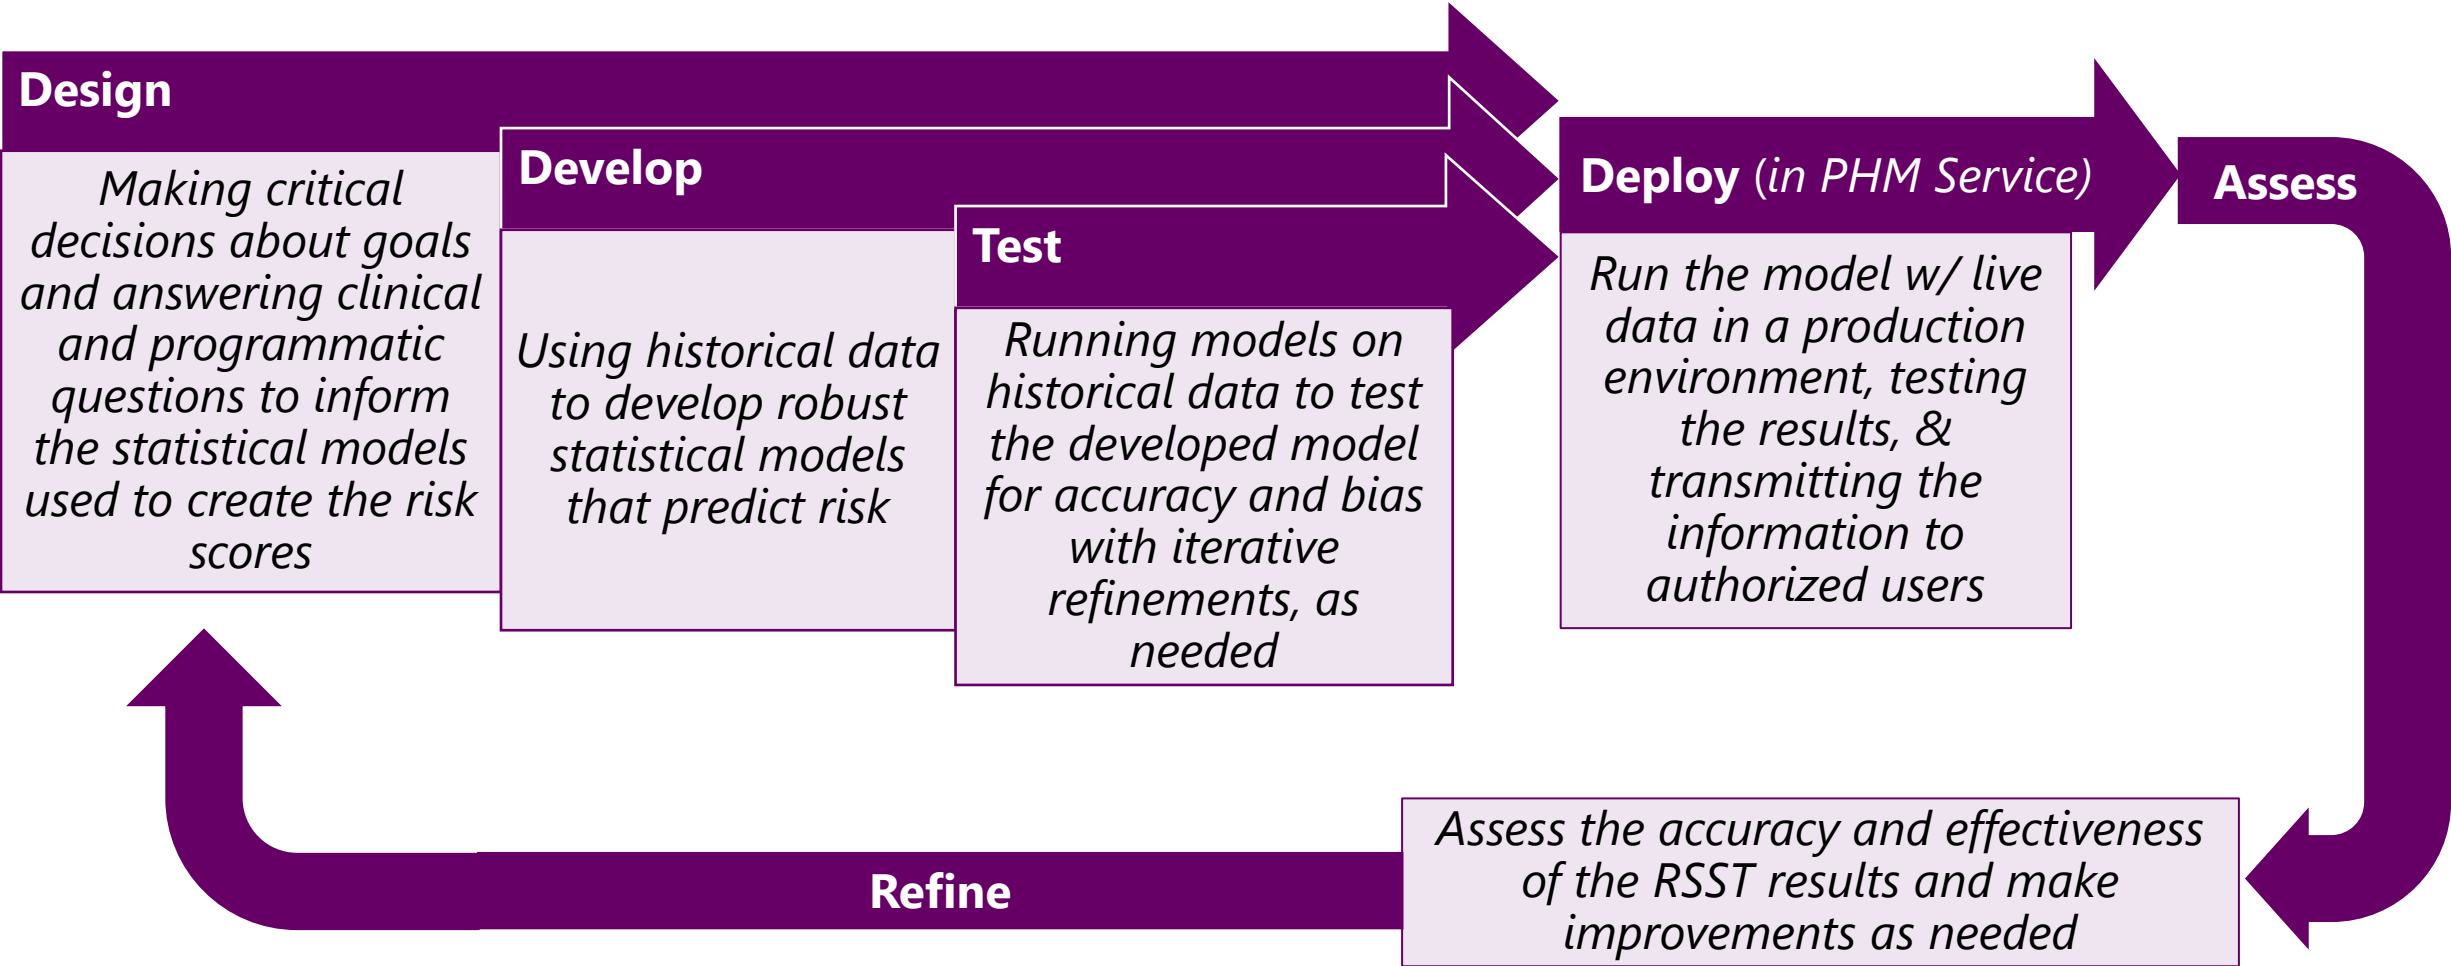 Design
Making critical
decisions about goals
and answering clinical
and programmatic
questions to inform
the statistical models
used to create the risk
scores
Develop
Using historical data
to develop robust
statistical models
that predict risk
Test
Running models on
historical data to test
the developed model
for accuracy and bias
with iterative
refinements, as
needed
Deploy (in PHM Service)
Run the model w/ live
data in a production
environment, testing
the results, &
transmitting the
information to
authorized users
Assess
Assess the accuracy and effectiveness
of the RSST results and make
improvements as needed
Refine